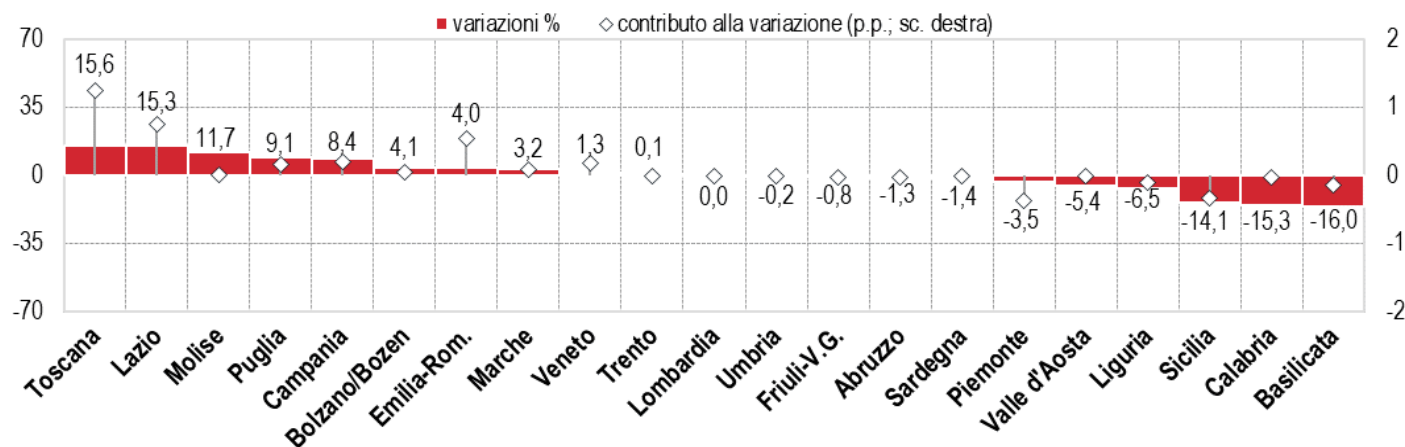 variazioni % contributo alla variazione (p.p.; sc. destra)
70 2
15,6 15,3 11,7 9,1 8,4 4,1 4,0 3,2 1,3 0,1
35 1
0 0
0,0 -0,2 -0,8 -1,3 -1,4 -3,5 -5,4 -6,5 -14,1 -15,3 -16,0
-35 -1
-70 -2
Toscana Lazio Molise Puglia Campania Bolzano/Bozen Emilia-Rom. Marche Veneto Trento Lombardia Umbria Friuli-V.G. Abruzzo Sardegna Piemonte Valle d'Aosta Liguria Sicilia Calabria Basilicata